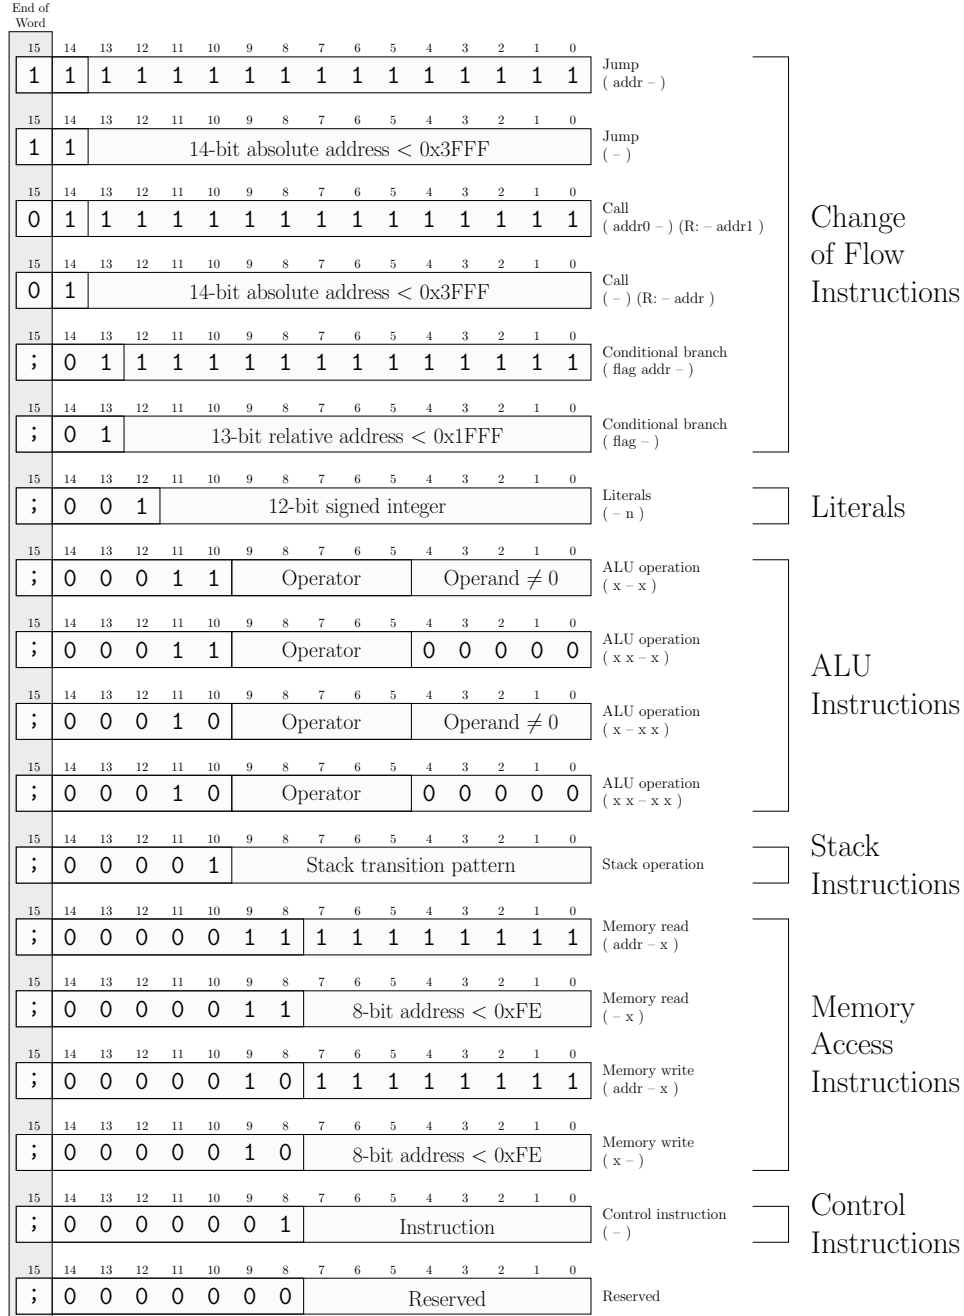 End of
Word
15 14 13 12 11 10 9 8 7 6 5 4 3 2 1 0
1 1 1 1 1 1 1 1 1 1 1 1 1 1 1 1
Jump
( addr – )
15 14 13 12 11 10 9 8 7 6 5 4 3 2 1 0
1 1 14-bit absolute address < 0x3FFF
Jump
( – )
15 14 13 12 11 10 9 8 7 6 5 4 3 2 1 0
0 1 1 1 1 1 1 1 1 1 1 1 1 1 1 1
Call
( addr0 – ) (R: – addr1 )
15 14 13 12 11 10 9 8 7 6 5 4 3 2 1 0
0 1 14-bit absolute address < 0x3FFF
Call
( – ) (R: – addr )
15 14 13 12 11 10 9 8 7 6 5 4 3 2 1 0
; 0 1 1 1 1 1 1 1 1 1 1 1 1 1 1
Conditional branch
( flag addr – )
15 14 13 12 11 10 9 8 7 6 5 4 3 2 1 0
; 0 1 13-bit relative address < 0x1FFF
Conditional branch
( flag – )
Change
of Flow
Instructions
15 14 13 12 11 10 9 8 7 6 5 4 3 2 1 0
; 0 0 1 12-bit signed integer
Literals
( – n )
Literals
15 14 13 12 11 10 9 8 7 6 5 4 3 2 1 0
; 0 0 0 1 1 Operator Operand ≠ 0
ALU operation
( x – x )
15 14 13 12 11 10 9 8 7 6 5 4 3 2 1 0
; 0 0 0 1 1 Operator 0 0 0 0 0
ALU operation
( x x – x )
15 14 13 12 11 10 9 8 7 6 5 4 3 2 1 0
; 0 0 0 1 0 Operator Operand ≠ 0
ALU operation
( x – x x )
15 14 13 12 11 10 9 8 7 6 5 4 3 2 1 0
; 0 0 0 1 0 Operator 0 0 0 0 0
ALU operation
( x x – x x )
ALU
Instructions
15 14 13 12 11 10 9 8 7 6 5 4 3 2 1 0
; 0 0 0 0 1 Stack transition pattern
Stack operation
Stack
Instructions
15 14 13 12 11 10 9 8 7 6 5 4 3 2 1 0
; 0 0 0 0 0 1 1 1 1 1 1 1 1 1 1
Memory read
( addr – x )
15 14 13 12 11 10 9 8 7 6 5 4 3 2 1 0
; 0 0 0 0 0 1 1 8-bit address < 0xFE
Memory read
( – x )
15 14 13 12 11 10 9 8 7 6 5 4 3 2 1 0
; 0 0 0 0 0 1 0 1 1 1 1 1 1 1 1
Memory write
( addr – x )
15 14 13 12 11 10 9 8 7 6 5 4 3 2 1 0
; 0 0 0 0 0 1 0 8-bit address < 0xFE
Memory write
( x – )
Memory
Access
Instructions
15 14 13 12 11 10 9 8 7 6 5 4 3 2 1 0
; 0 0 0 0 0 0 1 Instruction
Control instruction
( – )
Control
Instructions
15 14 13 12 11 10 9 8 7 6 5 4 3 2 1 0
; 0 0 0 0 0 0 0 Reserved
Reserved